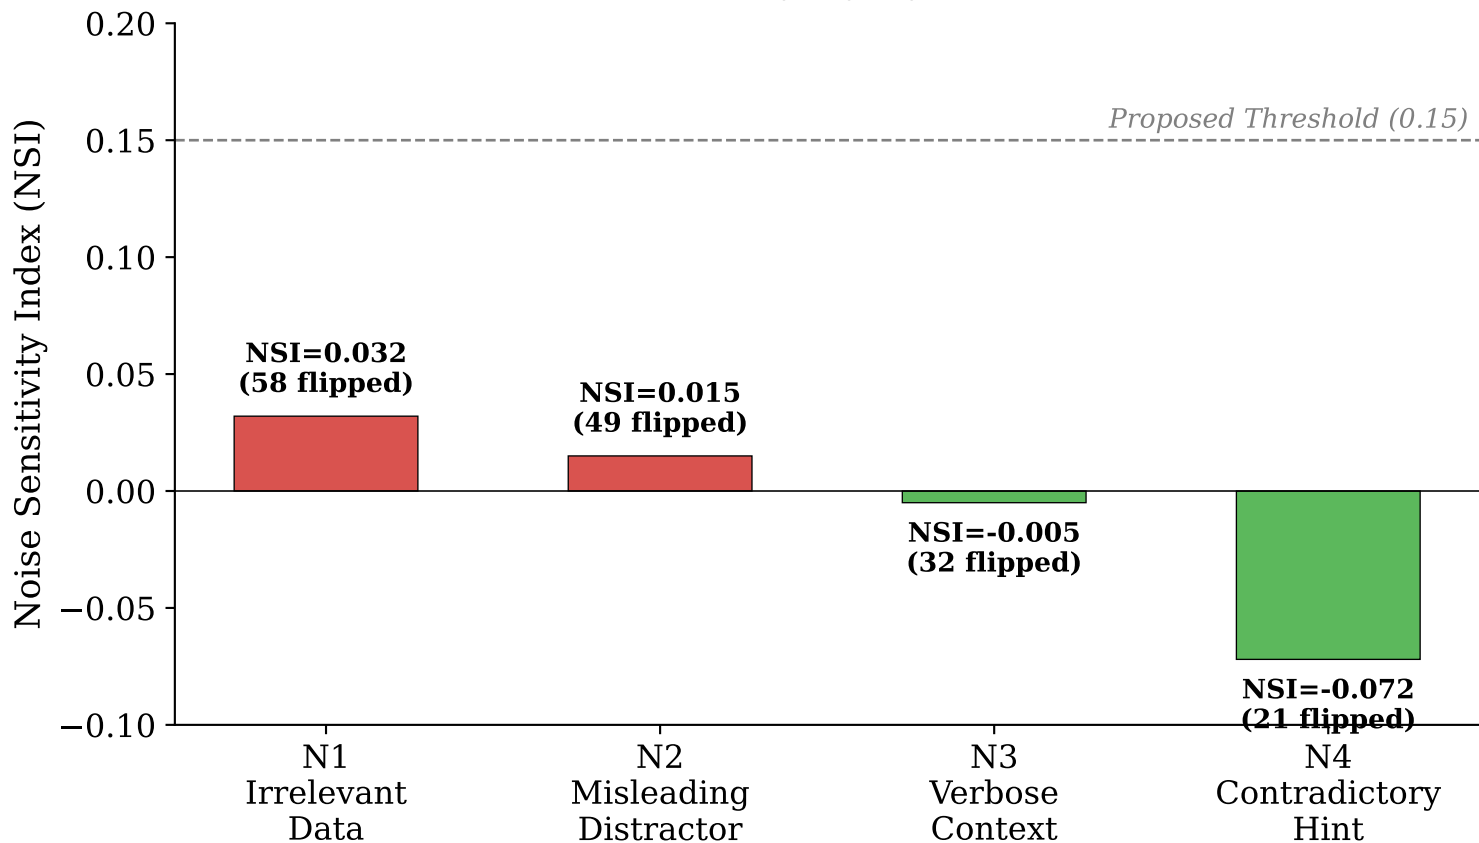 0.20
0.15
0.10
0.05
0.00
−0.05
−0.10
Noise Sensitivity Index (NSI)
Proposed Threshold (0.15)
NSI=0.032
(58 flipped)
NSI=0.015
(49 flipped)
NSI=-0.005
(32 flipped)
NSI=-0.072
(21 flipped)
N1
Irrelevant
Data
N2
Misleading
Distractor
N3
Verbose
Context
N4
Contradictory
Hint